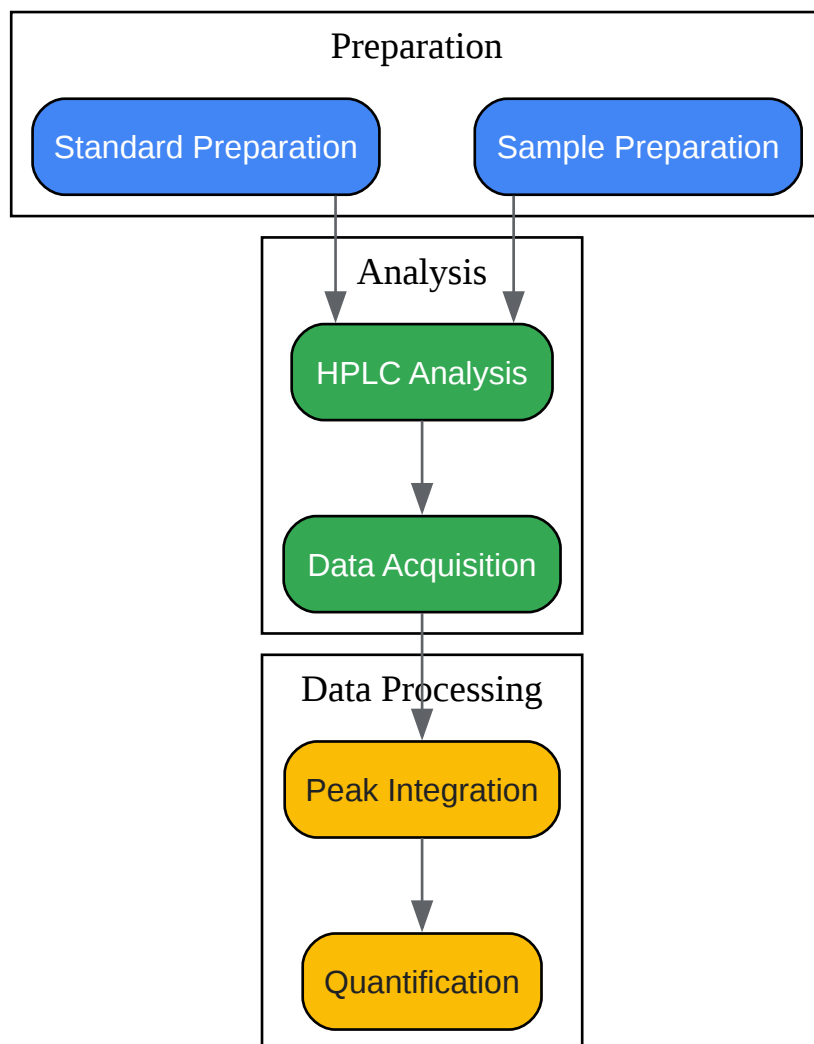 Preparation
Standard Preparation
Sample Preparation
Analysis
HPLC Analysis
Data Acquisition
Data Processing
Peak Integration
Quantification